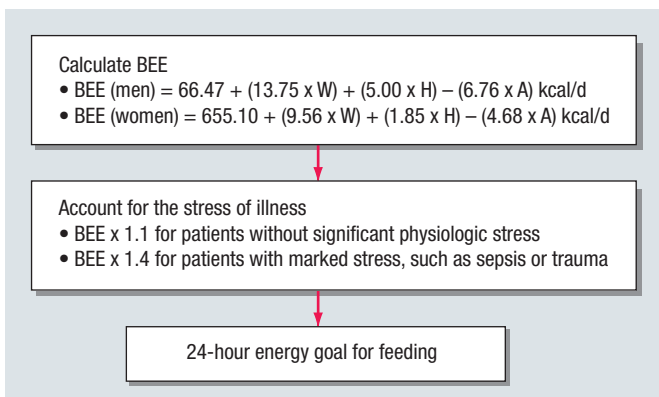 Calculate BEE
• BEE (men) = 66.47 + (13.75 x W) + (5.00 x H) – (6.76 x A) kcal/d
• BEE (women) = 655.10 + (9.56 x W) + (1.85 x H) – (4.68 x A) kcal/d
Account for the stress of illness
• BEE x 1.1 for patients without significant physiologic stress
• BEE x 1.4 for patients with marked stress, such as sepsis or trauma
24-hour energy goal for feeding